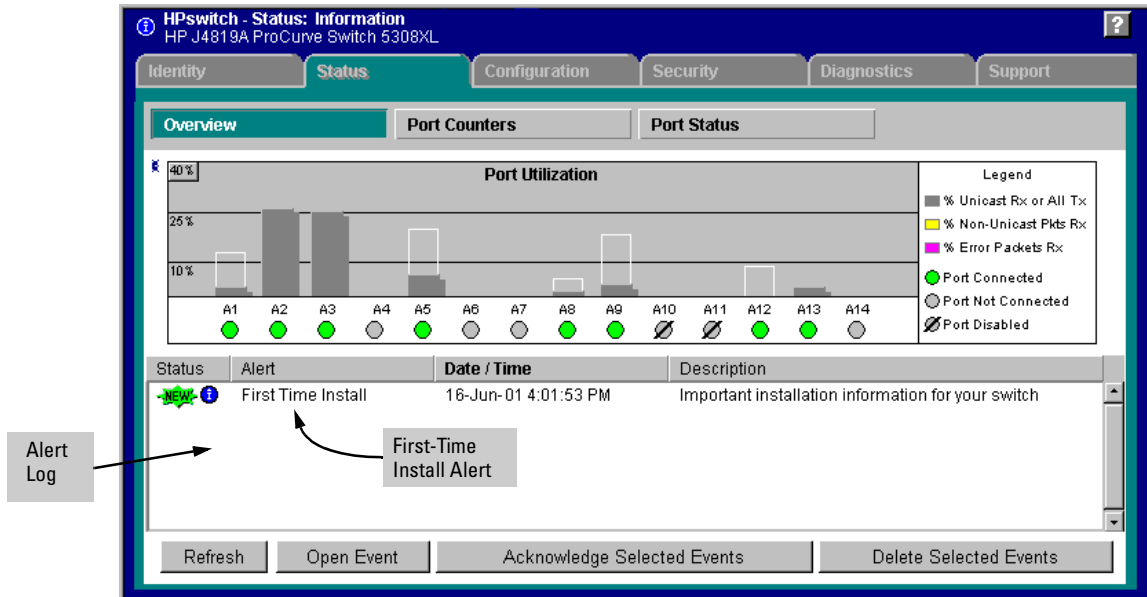 HPswitch - Status: Information
HP J4819A ProCurve Switch 5308XL
?
Identity Status Configuration Security Diagnostics Support
Overview Port Counters Port Status
40 % Port Utilization
25 %
10 %
Legend
% Unicast Rx or All Tx
% Non-Unicast Pkts Rx
% Error Packets Rx
Port Connected
Port Not Connected
Port Disabled
A1 A2 A3 A4 A5 A6 A7 A8 A9 A10 A11 A12 A13 A14
Status Alert Date / Time Description
NEW First Time Install 16-Jun-01 4:01:53 PM Important installation information for your switch
Alert
Log
First-Time
Install Alert
Refresh Open Event Acknowledge Selected Events Delete Selected Events